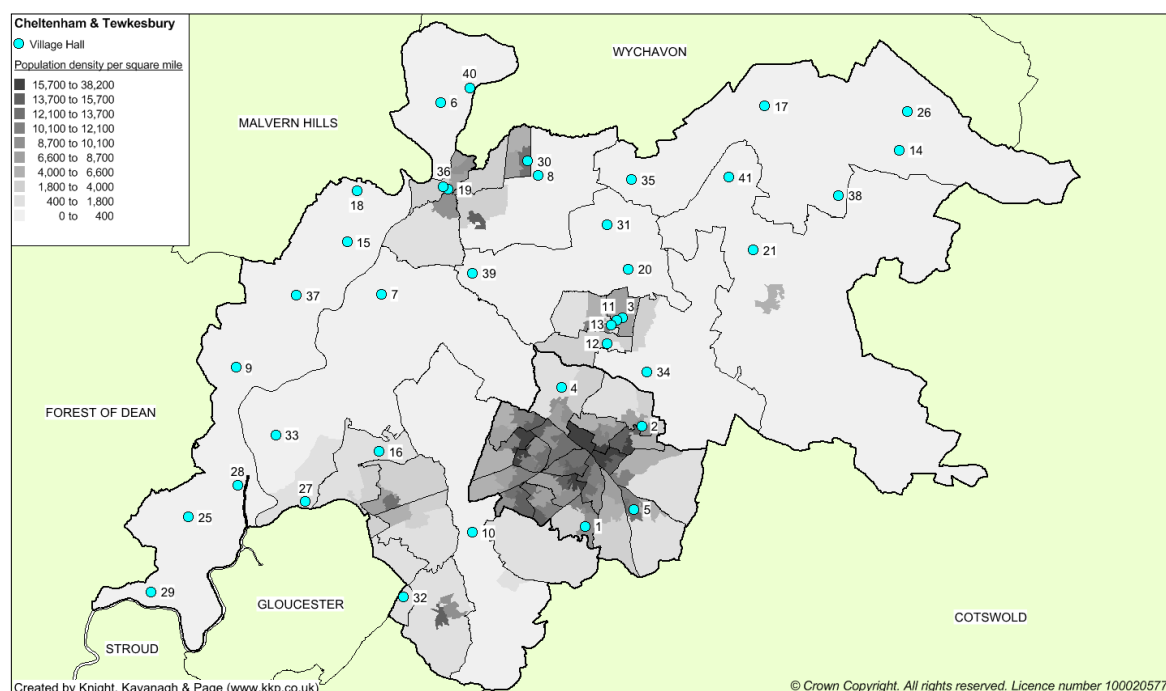 Cheltenham & Tewkesbury
Village Hall
Population density per square mile
15,700 to 38,200
13,700 to 15,700
12,100 to 13,700
10,100 to 12,100
8,700 to 10,100
6,600 to 8,700
4,000 to 6,600
1,800 to 4,000
400 to 1,800
0 to 400
WYCHAVON
40
6
17
26
MALVERN HILLS
14
30
8
36
19
35
41
18
38
31
15
21
39
20
37
7
11
3
13
12
9
34
4
FOREST OF DEAN
2
33
16
28
27
25
5
1
10
29
GLOUCESTER
32
COTSWOLD
STROUD
Created by Knight, Kavanagh & Page (www.kkp.co.uk)
© Crown Copyright. All rights reserved. Licence number 100020577